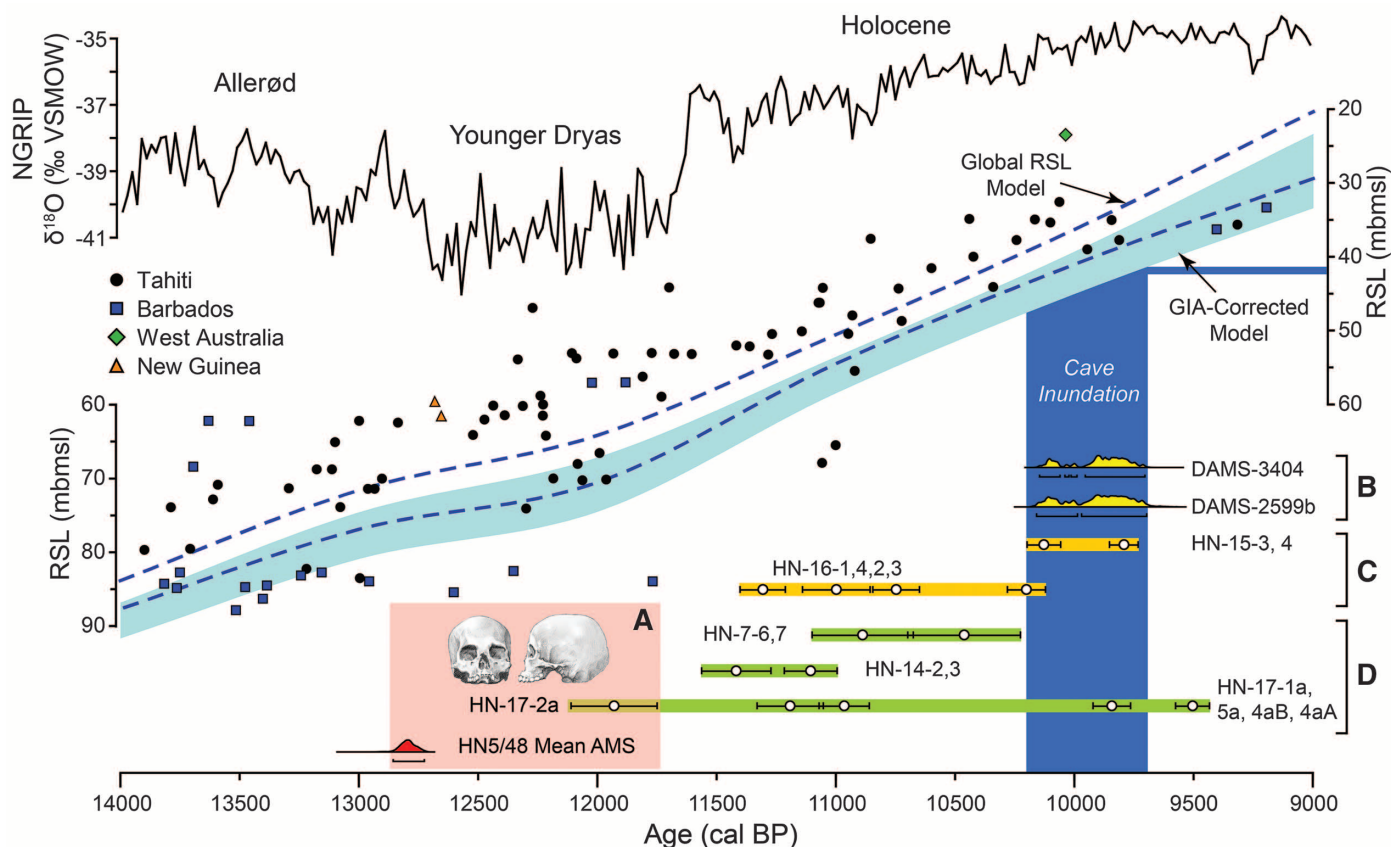 Holocene
Allerød
Younger Dryas
NGRIP
δ¹⁸O (‰ VSMOW)
-35
-37
-39
-41
Tahiti
Barbados
West Australia
New Guinea
Global RSL
Model
GIA-Corrected
Model
20
30
40
50
60
RSL (mbmsl)
60
70
80
90
RSL (mbmsl)
Cave
Inundation
DAMS-3404
DAMS-2599b
B
HN-15-3, 4
HN-16-1,4,2,3
C
A
HN-7-6,7
HN-14-2,3
D
HN-17-2a
HN-17-1a,
5a, 4aB, 4aA
HN5/48 Mean AMS
14000 13500 13000 12500 12000 11500 11000 10500 10000 9500 9000
Age (cal BP)